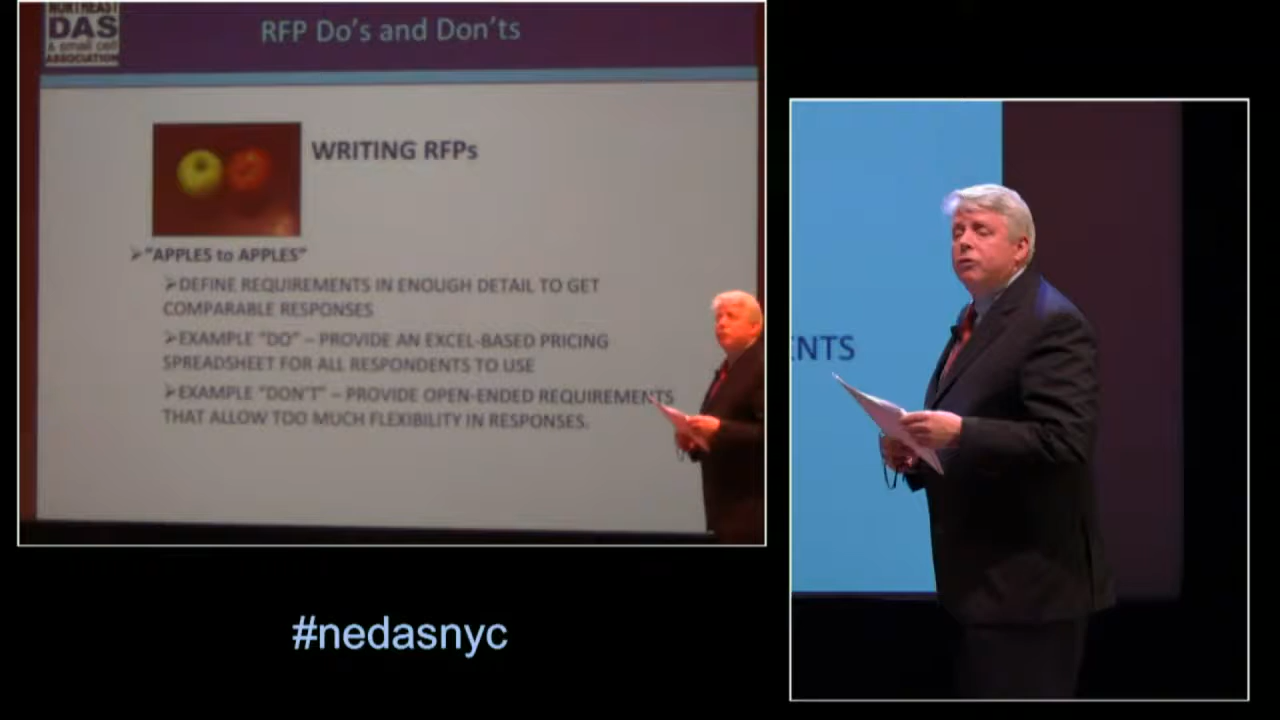 NORTHEAST
DAS
& small cell
ASSOCIATION
RFP Do's and Don'ts
WRITING RFPs
➢"APPLES to APPLES"
➢DEFINE REQUIREMENTS IN ENOUGH DETAIL TO GET
COMPARABLE RESPONSES
➢EXAMPLE "DO" – PROVIDE AN EXCEL-BASED PRICING
SPREADSHEET FOR ALL RESPONDENTS TO USE
➢EXAMPLE "DON'T" – PROVIDE OPEN-ENDED REQUIREMENTS
THAT ALLOW TOO MUCH FLEXIBILITY IN RESPONSES.
ENTS
#nedasnyc